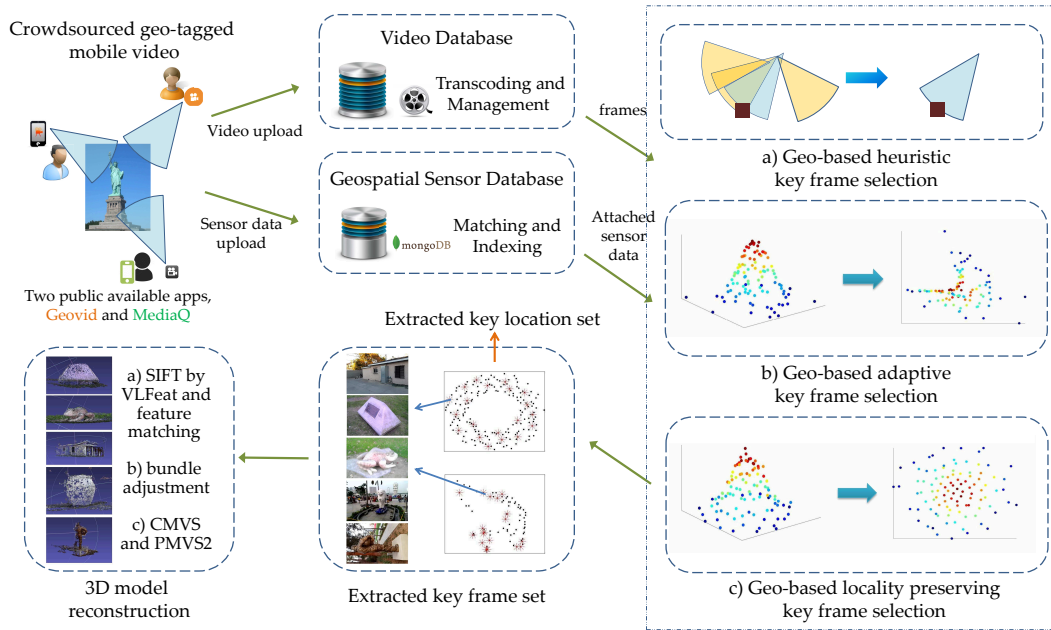 Crowdsourced geo-tagged
mobile video
Video upload
Sensor data
upload
Two public available apps,
Geovid and MediaQ
Video Database
Transcoding and
Management
Geospatial Sensor Database
mongoDB
Matching and
Indexing
frames
Attached
sensor
data
a) Geo-based heuristic
key frame selection
b) Geo-based adaptive
key frame selection
c) Geo-based locality preserving
key frame selection
Extracted key location set
Extracted key frame set
a) SIFT by
VLFeat and
feature
matching
b) bundle
adjustment
c) CMVS
and PMVS2
3D model
reconstruction